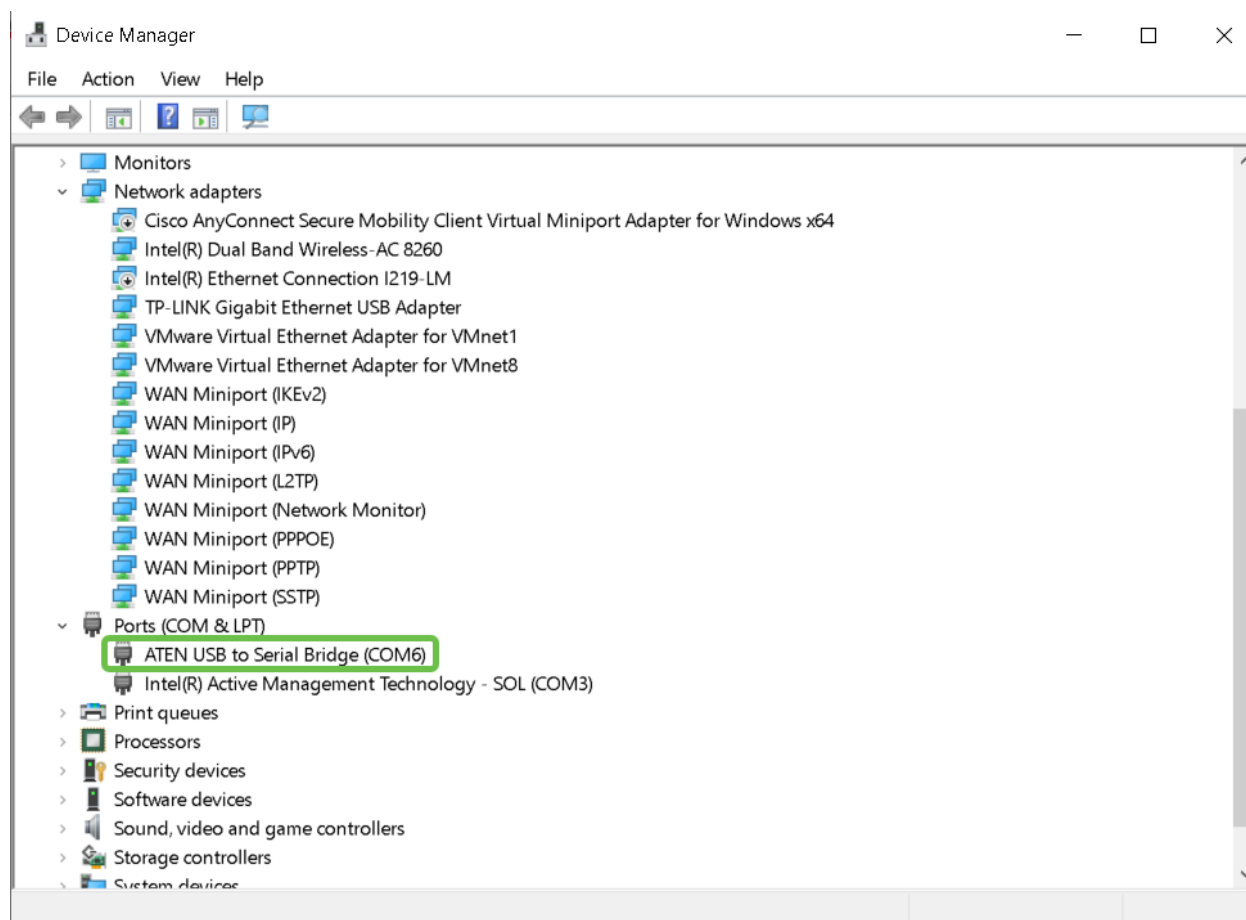 Device Manager
File Action View Help
Monitors
Network adapters
Cisco AnyConnect Secure Mobility Client Virtual Miniport Adapter for Windows x64
Intel(R) Dual Band Wireless-AC 8260
Intel(R) Ethernet Connection I219-LM
TP-LINK Gigabit Ethernet USB Adapter
VMware Virtual Ethernet Adapter for VMnet1
VMware Virtual Ethernet Adapter for VMnet8
WAN Miniport (IKEv2)
WAN Miniport (IP)
WAN Miniport (IPv6)
WAN Miniport (L2TP)
WAN Miniport (Network Monitor)
WAN Miniport (PPPOE)
WAN Miniport (PPTP)
WAN Miniport (SSTP)
Ports (COM & LPT)
ATEN USB to Serial Bridge (COM6)
Intel(R) Active Management Technology - SOL (COM3)
Print queues
Processors
Security devices
Software devices
Sound, video and game controllers
Storage controllers
System devices